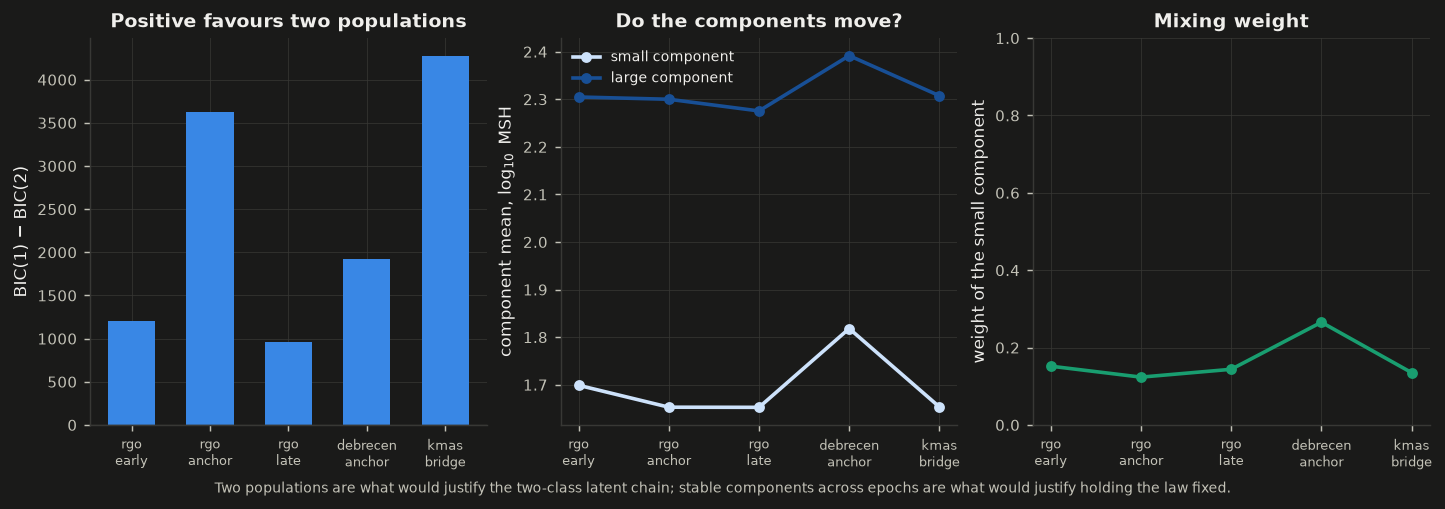 Positive favours two populations
BIC(1) − BIC(2)
4000
3500
3000
2500
2000
1500
1000
500
0
rgo
early
rgo
anchor
rgo
late
debrecen
anchor
kmas
bridge
Do the components move?
component mean, log₁₀ MSH
small component
large component
2.4
2.3
2.2
2.1
2.0
1.9
1.8
1.7
rgo
early
rgo
anchor
rgo
late
debrecen
anchor
kmas
bridge
Mixing weight
weight of the small component
1.0
0.8
0.6
0.4
0.2
0.0
rgo
early
rgo
anchor
rgo
late
debrecen
anchor
kmas
bridge
Two populations are what would justify the two-class latent chain; stable components across epochs are what would justify holding the law fixed.